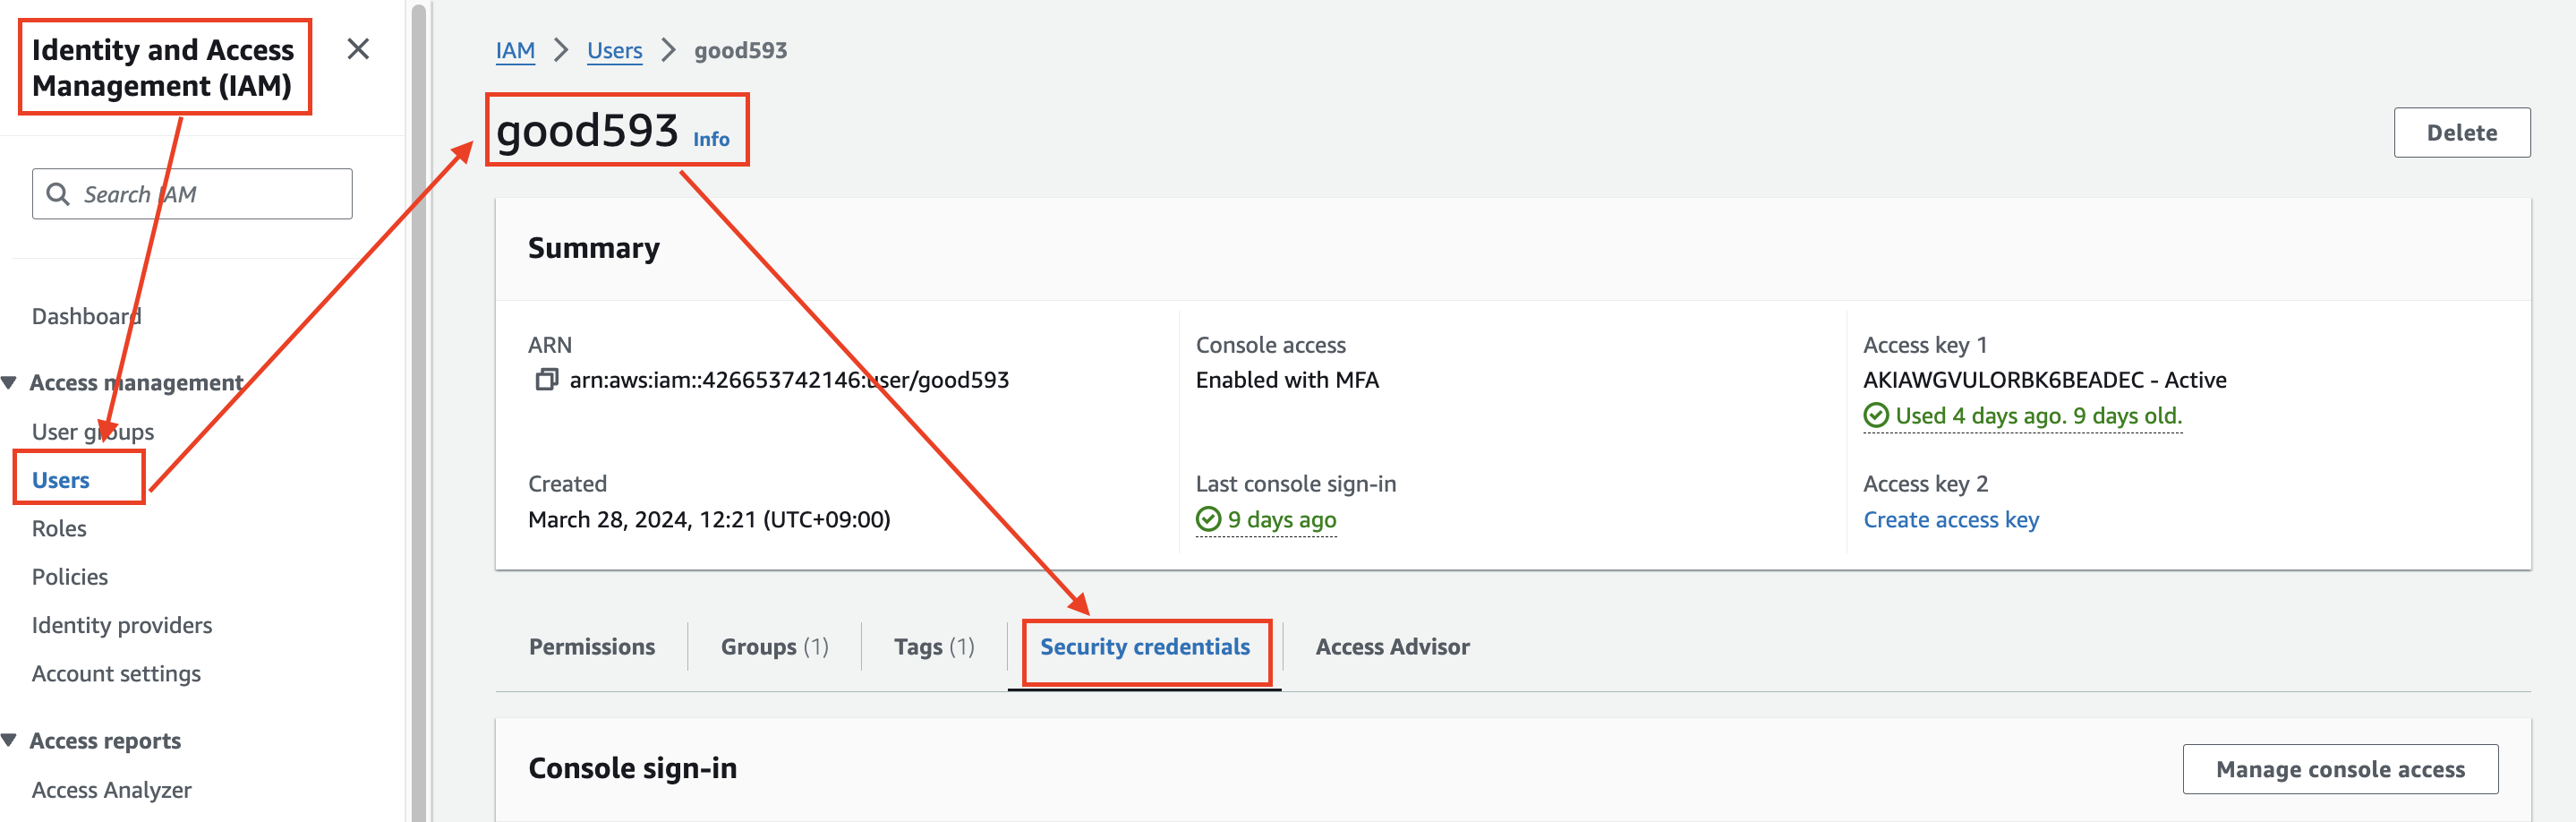 Identity and Access
Management (IAM)
Search IAM
Dashboard
Access management
User groups
Users
Roles
Policies
Identity providers
Account settings
Access reports
Access Analyzer
IAM > Users > good593
good593 Info
Delete
Summary
ARN
arn:aws:iam::426653742146:user/good593
Console access
Enabled with MFA
Access key 1
AKIAWGVULORBK6BEADEC - Active
Used 4 days ago. 9 days old.
Created
March 28, 2024, 12:21 (UTC+09:00)
Last console sign-in
9 days ago
Access key 2
Create access key
Permissions
Groups (1)
Tags (1)
Security credentials
Access Advisor
Console sign-in
Manage console access